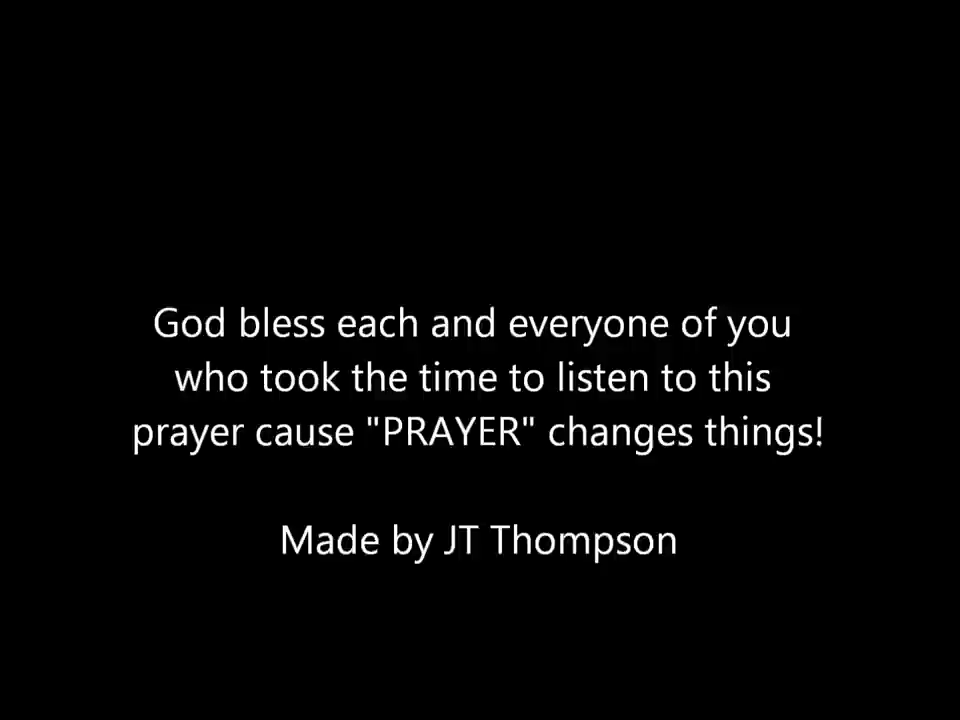 God bless each and everyone of you
who took the time to listen to this
prayer cause "PRAYER" changes things!
Made by JT Thompson